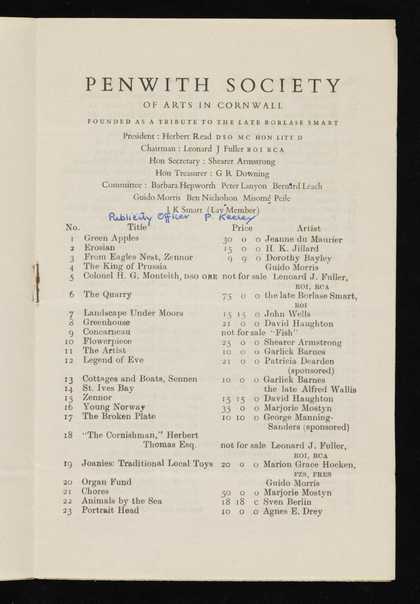 PENWITH SOCIETY
OF ARTS IN CORNWALL
FOUNDED AS A TRIBUTE TO THE LATE BORLASE SMART
President : Herbert Read DSO MC HON LITT D
Chairman : Leonard J Fuller ROI RCA
Hon Secretary : Shearer Armstrong
Hon Treasurer : G R Downing
Committee : Barbara Hepworth Peter Lanyon Bernard Leach
Guido Morris Ben Nicholson Misomé Peile
J K Smart (Lay Member)
Publicity Officer P. Keeley
No. Title Price Artist
1 Green Apples 30 0 0 Jeanne du Maurier
2 Erosian 15 0 0 H. K. Jillard
3 From Eagles Nest, Zennor 9 9 0 Dorothy Bayley
4 The King of Prussia Guido Morris
5 Colonel H. G. Monteith, DSO OBE not for sale Leonard J. Fuller,
ROI, RCA
6 The Quarry 75 0 0 the late Borlase Smart,
ROI
7 Landscape Under Moors 15 15 0 John Wells
8 Greenhouse 21 0 0 David Haughton
9 Concarneau not for sale "Fish"
10 Flowerpiece 25 0 0 Shearer Armstrong
11 The Artist 10 0 0 Garlick Barnes
12 Legend of Eve 21 0 0 Patricia Dearden
(sponsored)
13 Cottages and Boats, Sennen 10 0 0 Garlick Barnes
14 St. Ives Bay the late Alfred Wallis
15 Zennor 15 15 0 David Haughton
16 Young Norway 35 0 0 Marjorie Mostyn
17 The Broken Plate 10 10 0 George Manning-
Sanders (sponsored)
18 "The Cornishman," Herbert
Thomas Esq. not for sale Leonard J. Fuller,
ROI, RCA
19 Joanies: Traditional Local Toys 20 0 0 Marion Grace Hocken,
FZS, FRHS
20 Organ Fund Guido Morris
21 Chores 50 0 0 Marjorie Mostyn
22 Animals by the Sea 18 18 0 Sven Berlin
23 Portrait Head 10 0 0 Agnes E. Drey